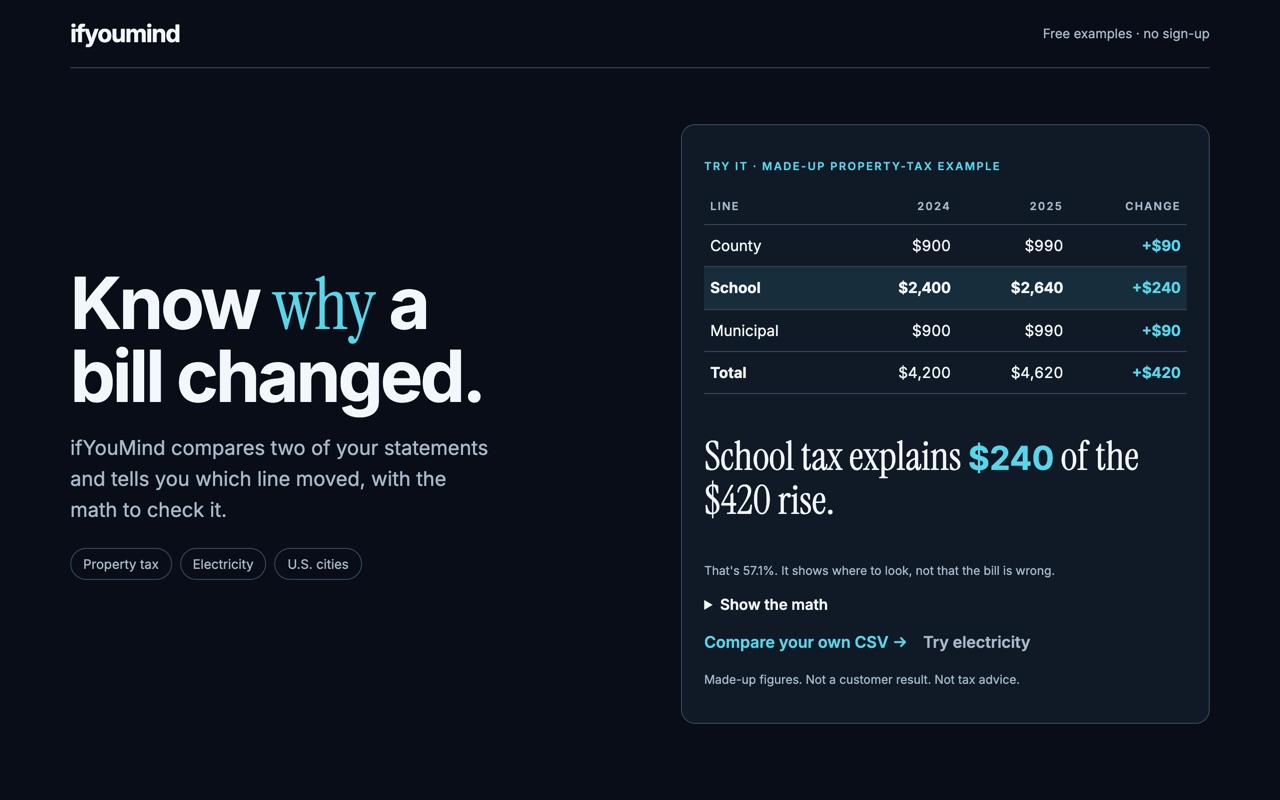 ifyoumind
Free examples · no sign-up
Know why a
bill changed.
ifYouMind compares two of your statements
and tells you which line moved, with the
math to check it.
Property tax
Electricity
U.S. cities
TRY IT · MADE-UP PROPERTY-TAX EXAMPLE
LINE 2024 2025 CHANGE
County $900 $990 +$90
School $2,400 $2,640 +$240
Municipal $900 $990 +$90
Total $4,200 $4,620 +$420
School tax explains $240 of the
$420 rise.
That's 57.1%. It shows where to look, not that the bill is wrong.
▶ Show the math
Compare your own CSV → Try electricity
Made-up figures. Not a customer result. Not tax advice.